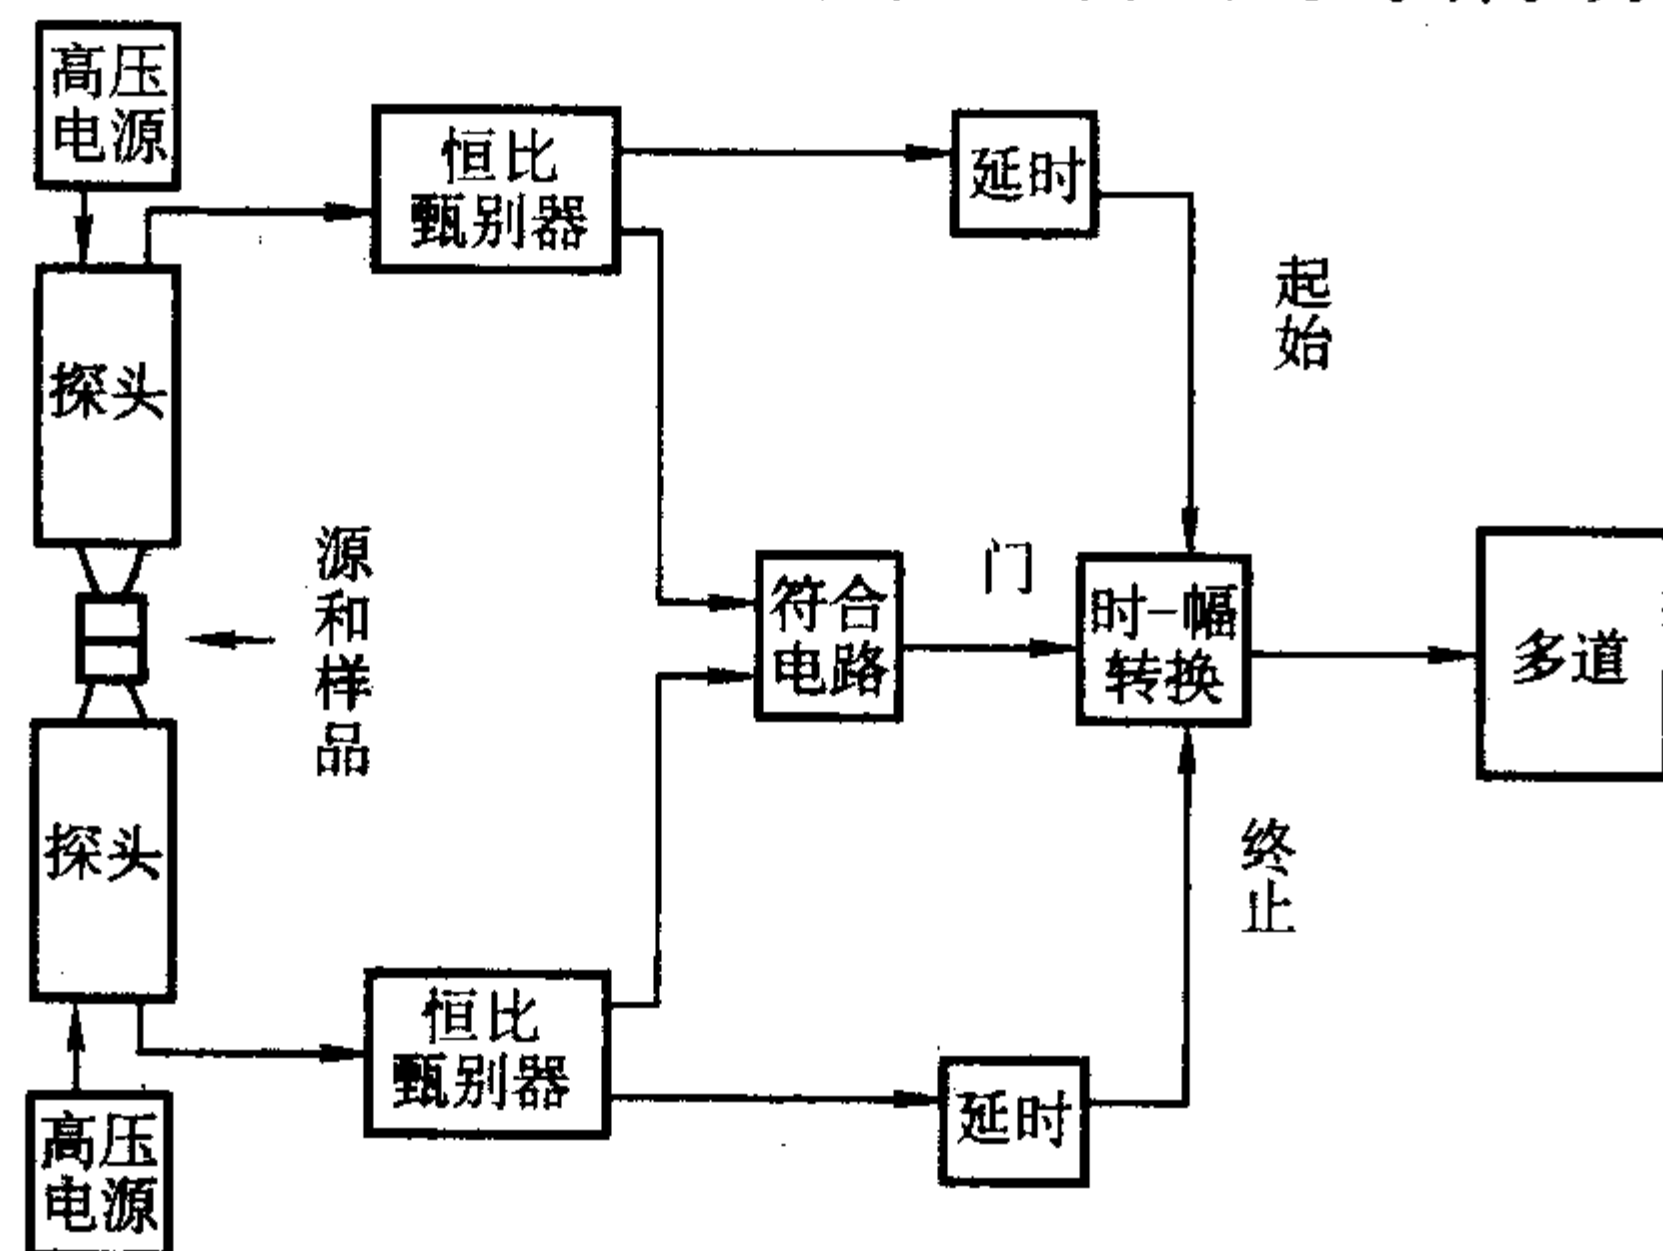 高压
电源
恒比
甄别器
延时
起
始
探头
源
和
样
品
门
符合
电路
时-幅
转换
多道
探头
终
止
恒比
甄别器
延时
高压
电源